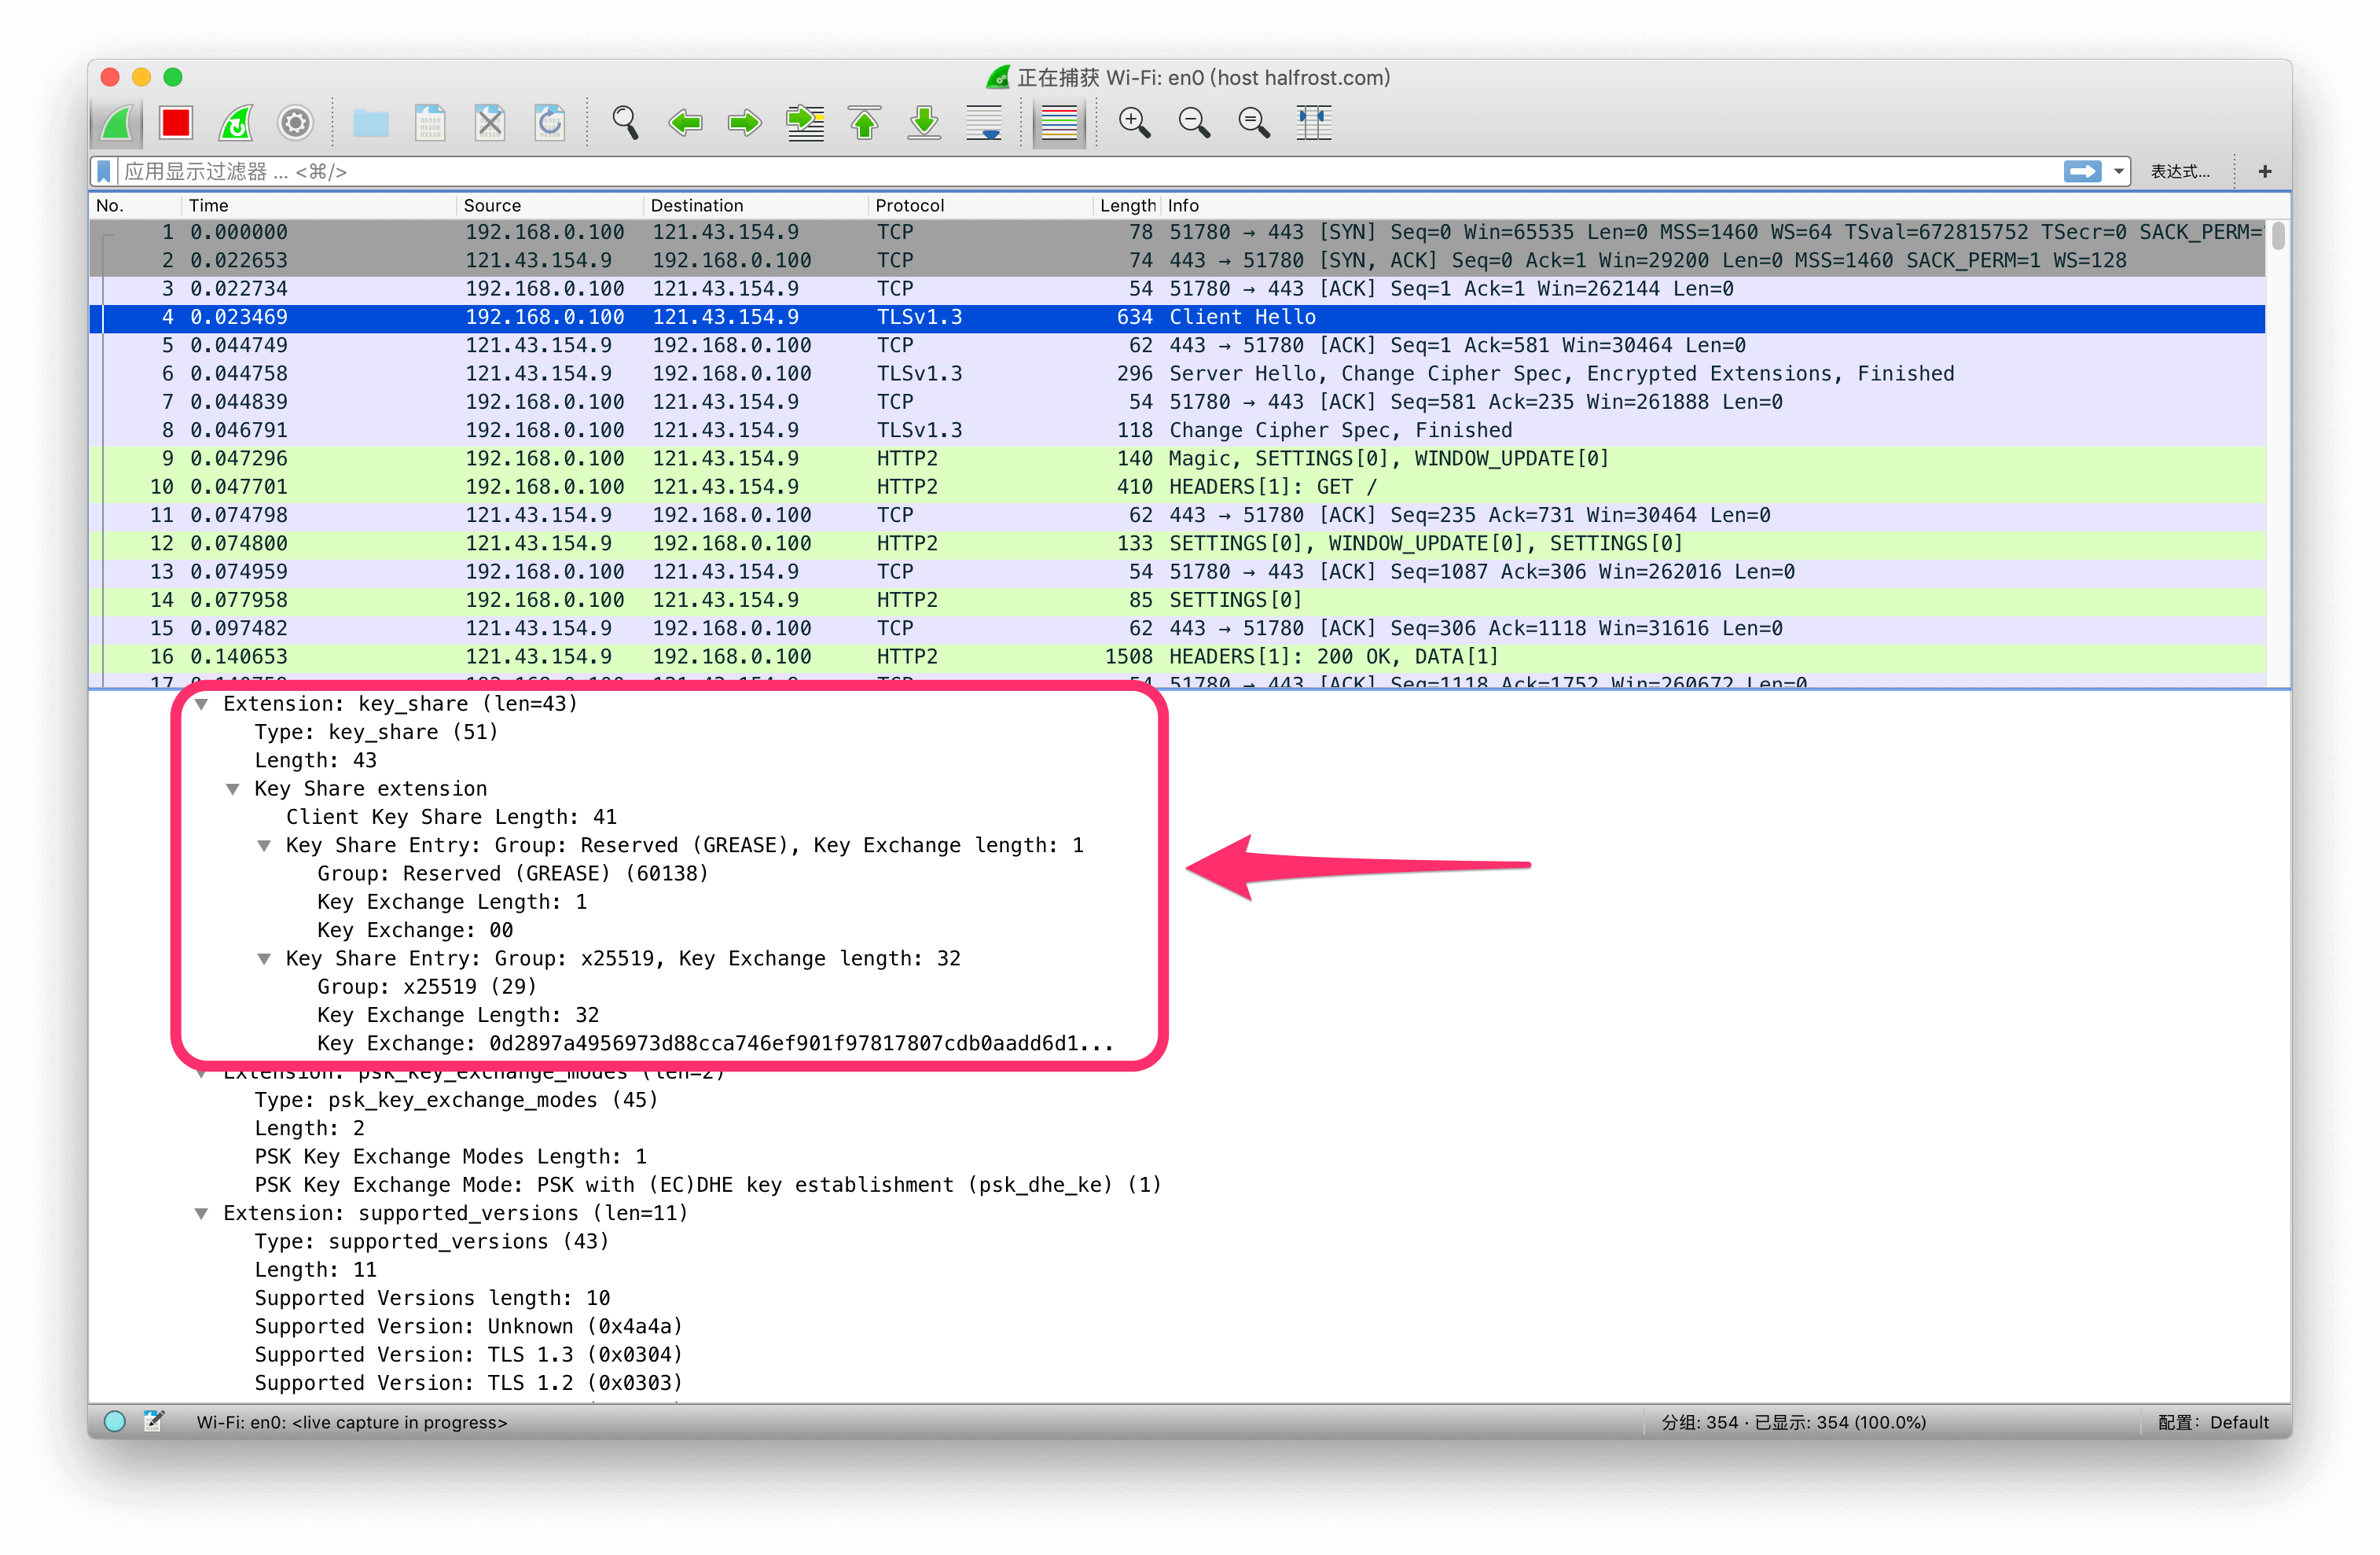 正在捕获 Wi-Fi: en0 (host halfrost.com)
应用显示过滤器 ... <⌘/>
表达式... +
No. Time Source Destination Protocol Length Info
1 0.000000 192.168.0.100 121.43.154.9 TCP 78 51780 → 443 [SYN] Seq=0 Win=65535 Len=0 MSS=1460 WS=64 TSval=672815752 TSecr=0 SACK_PERM=
2 0.022653 121.43.154.9 192.168.0.100 TCP 74 443 → 51780 [SYN, ACK] Seq=0 Ack=1 Win=29200 Len=0 MSS=1460 SACK_PERM=1 WS=128
3 0.022734 192.168.0.100 121.43.154.9 TCP 54 51780 → 443 [ACK] Seq=1 Ack=1 Win=262144 Len=0
4 0.023469 192.168.0.100 121.43.154.9 TLSv1.3 634 Client Hello
5 0.044749 121.43.154.9 192.168.0.100 TCP 62 443 → 51780 [ACK] Seq=1 Ack=581 Win=30464 Len=0
6 0.044758 121.43.154.9 192.168.0.100 TLSv1.3 296 Server Hello, Change Cipher Spec, Encrypted Extensions, Finished
7 0.044839 192.168.0.100 121.43.154.9 TCP 54 51780 → 443 [ACK] Seq=581 Ack=235 Win=261888 Len=0
8 0.046791 192.168.0.100 121.43.154.9 TLSv1.3 118 Change Cipher Spec, Finished
9 0.047296 192.168.0.100 121.43.154.9 HTTP2 140 Magic, SETTINGS[0], WINDOW_UPDATE[0]
10 0.047701 192.168.0.100 121.43.154.9 HTTP2 410 HEADERS[1]: GET /
11 0.074798 121.43.154.9 192.168.0.100 TCP 62 443 → 51780 [ACK] Seq=235 Ack=731 Win=30464 Len=0
12 0.074800 121.43.154.9 192.168.0.100 HTTP2 133 SETTINGS[0], WINDOW_UPDATE[0], SETTINGS[0]
13 0.074959 192.168.0.100 121.43.154.9 TCP 54 51780 → 443 [ACK] Seq=1087 Ack=306 Win=262016 Len=0
14 0.077958 192.168.0.100 121.43.154.9 HTTP2 85 SETTINGS[0]
15 0.097482 121.43.154.9 192.168.0.100 TCP 62 443 → 51780 [ACK] Seq=306 Ack=1118 Win=31616 Len=0
16 0.140653 121.43.154.9 192.168.0.100 HTTP2 1508 HEADERS[1]: 200 OK, DATA[1]
17 192.168.0.100 121.43.154.9 TCP 54 51780 → 443 [ACK] Seq=1118 Ack=1752 Win=260672 Len=0
Extension: key_share (len=43)
Type: key_share (51)
Length: 43
Key Share extension
Client Key Share Length: 41
Key Share Entry: Group: Reserved (GREASE), Key Exchange length: 1
Group: Reserved (GREASE) (60138)
Key Exchange Length: 1
Key Exchange: 00
Key Share Entry: Group: x25519, Key Exchange length: 32
Group: x25519 (29)
Key Exchange Length: 32
Key Exchange: 0d2897a4956973d88cca746ef901f97817807cdb0aadd6d1...
Extension: psk_key_exchange_modes (len=2)
Type: psk_key_exchange_modes (45)
Length: 2
PSK Key Exchange Modes Length: 1
PSK Key Exchange Mode: PSK with (EC)DHE key establishment (psk_dhe_ke) (1)
Extension: supported_versions (len=11)
Type: supported_versions (43)
Length: 11
Supported Versions length: 10
Supported Version: Unknown (0x4a4a)
Supported Version: TLS 1.3 (0x0304)
Supported Version: TLS 1.2 (0x0303)
Wi-Fi: en0: <live capture in progress>
分组: 354 · 已显示: 354 (100.0%)
配置: Default